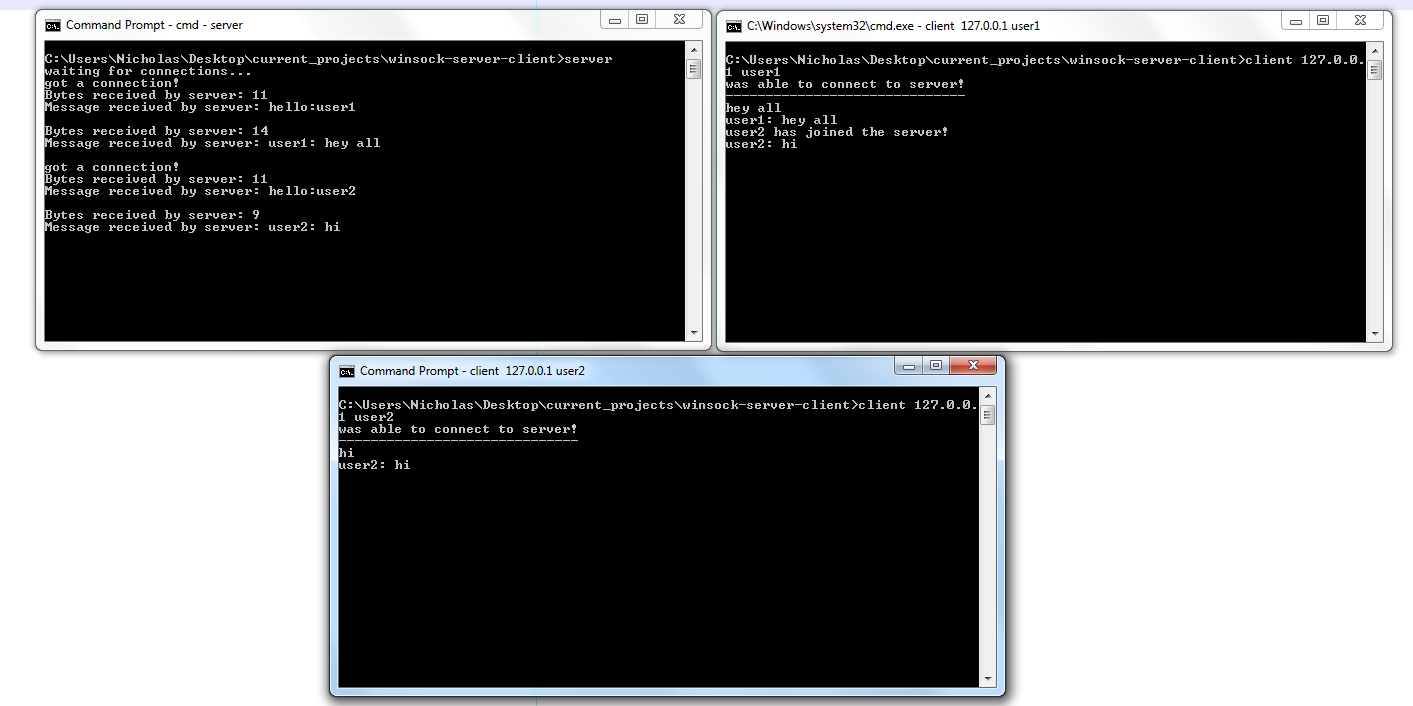 Command Prompt - cmd - server
C:\Users\Nicholas\Desktop\current_projects\winsock-server-client>server
waiting for connections...
got a connection!
Bytes received by server: 11
Message received by server: hello:user1
Bytes received by server: 14
Message received by server: user1: hey all
got a connection!
Bytes received by server: 11
Message received by server: hello:user2
Bytes received by server: 9
Message received by server: user2: hi
C:\Windows\system32\cmd.exe - client 127.0.0.1 user1
C:\Users\Nicholas\Desktop\current_projects\winsock-server-client>client 127.0.0.
1 user1
was able to connect to server!
------------------------------
hey all
user1: hey all
user2 has joined the server!
user2: hi
Command Prompt - client 127.0.0.1 user2
C:\Users\Nicholas\Desktop\current_projects\winsock-server-client>client 127.0.0.
1 user2
was able to connect to server!
------------------------------
hi
user2: hi